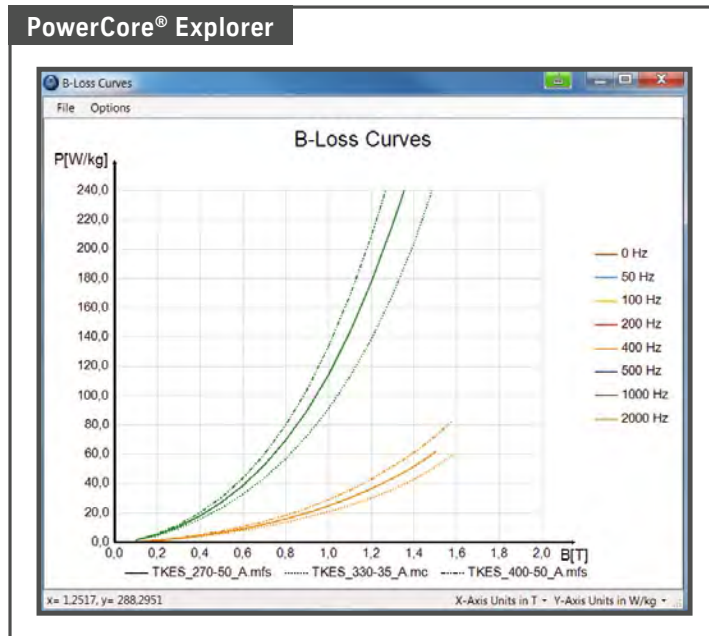 PowerCore® Explorer
B-Loss Curves
File Options
B-Loss Curves
P[W/kg]
240,0
220,0
200,0
180,0
160,0
140,0
120,0
100,0
80,0
60,0
40,0
20,0
0,0
0,0 0,2 0,4 0,6 0,8 1,0 1,2 1,4 1,6 1,8 2,0 B[T]
0 Hz
50 Hz
100 Hz
200 Hz
400 Hz
500 Hz
1000 Hz
2000 Hz
TKES_270-50_A.mfs TKES_330-35_A.mc TKES_400-50_A.mfs
x= 1,2517, y= 288,2951 X-Axis Units in T Y-Axis Units in W/kg